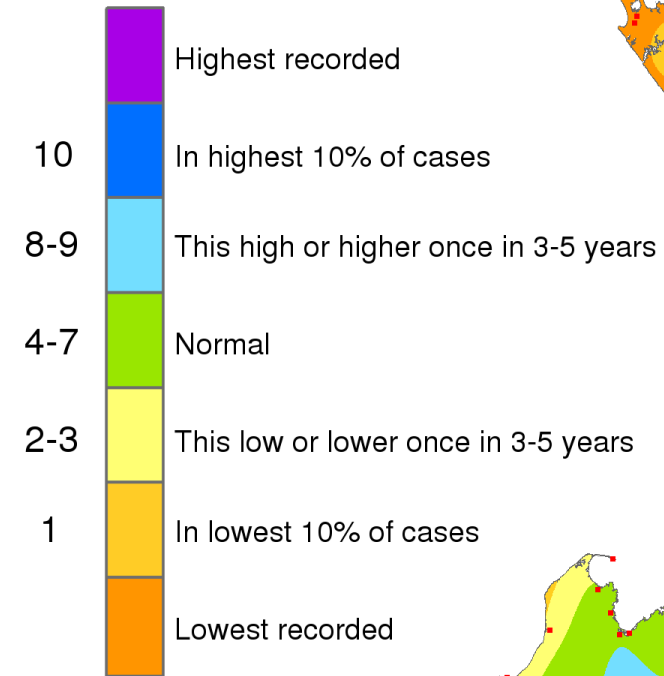 Highest recorded
10 In highest 10% of cases
8-9 This high or higher once in 3-5 years
4-7 Normal
2-3 This low or lower once in 3-5 years
1 In lowest 10% of cases
Lowest recorded